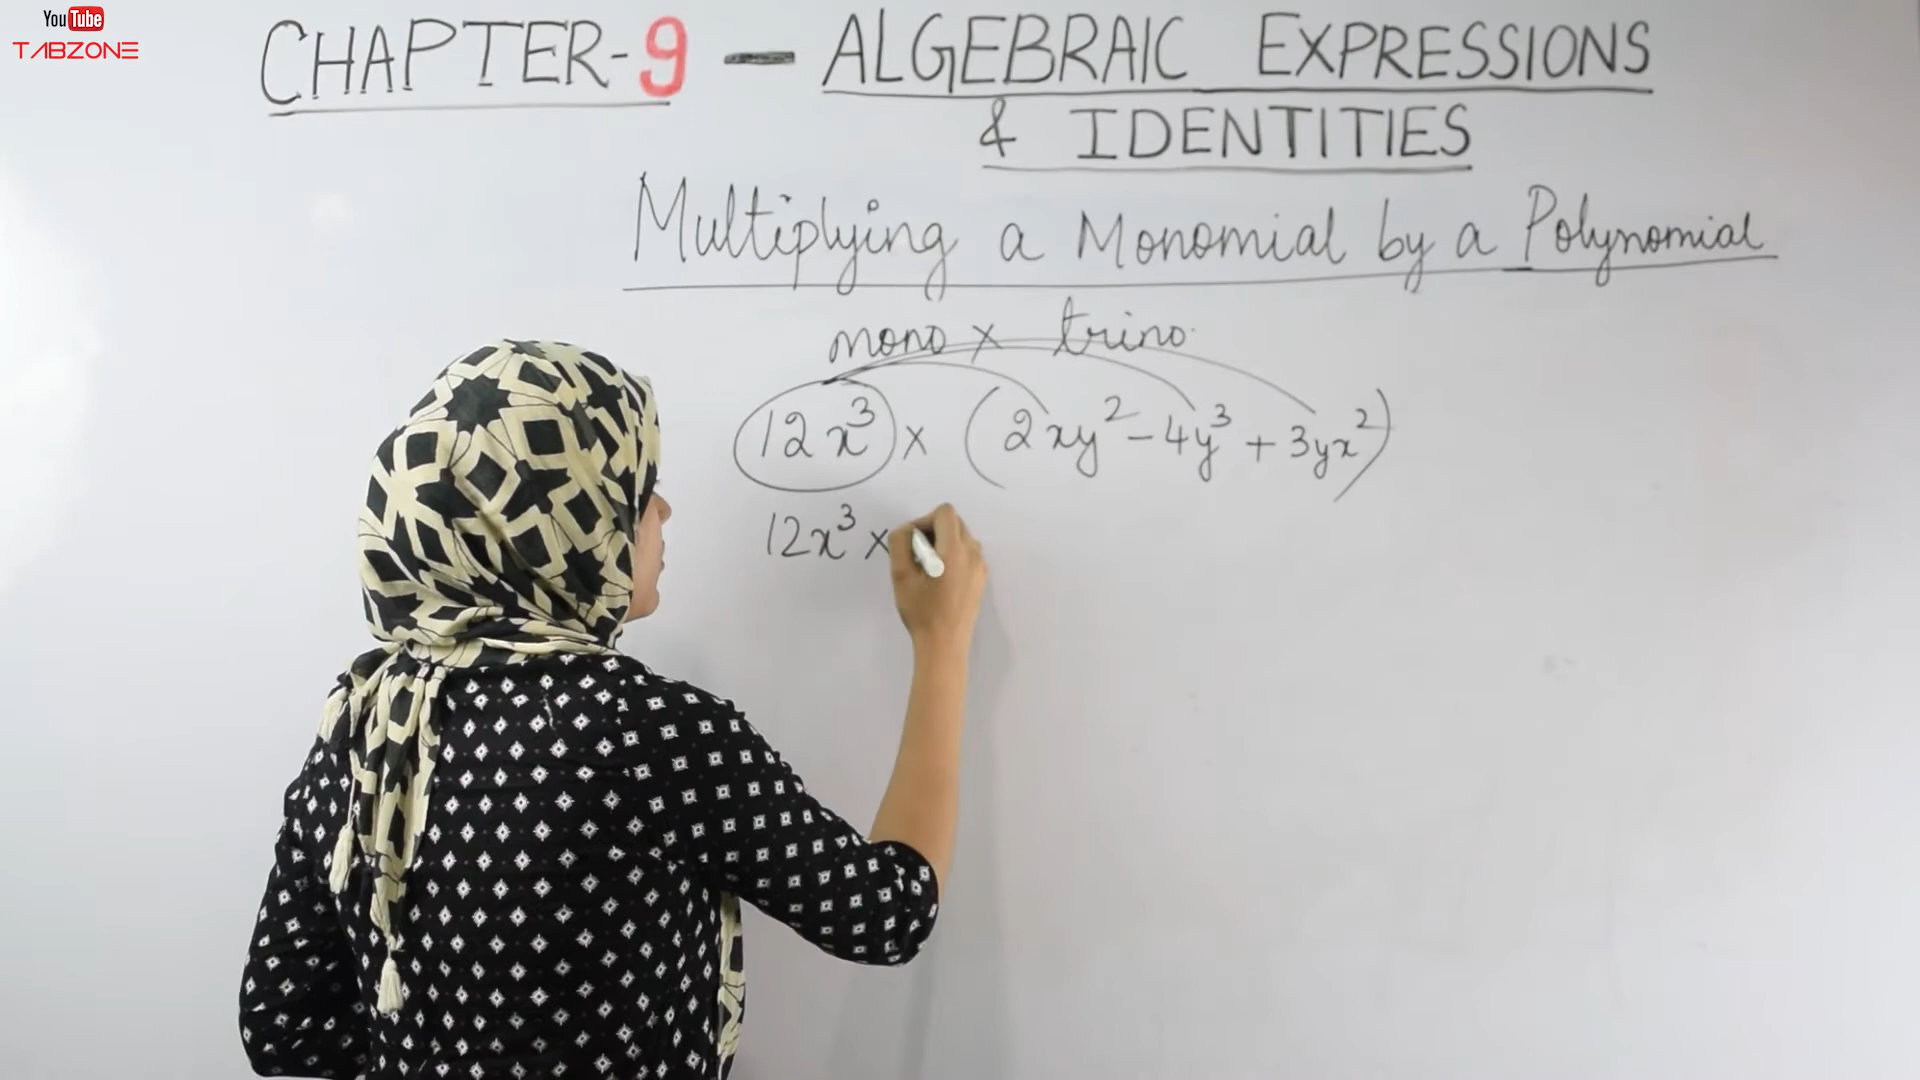 YouTube
TABZONE
CHAPTER-9 — ALGEBRAIC EXPRESSIONS
& IDENTITIES
Multiplying a Monomial by a Polynomial
mono × trino.
12x³ × (2xy² - 4y³ + 3yx²)
12x³ ×